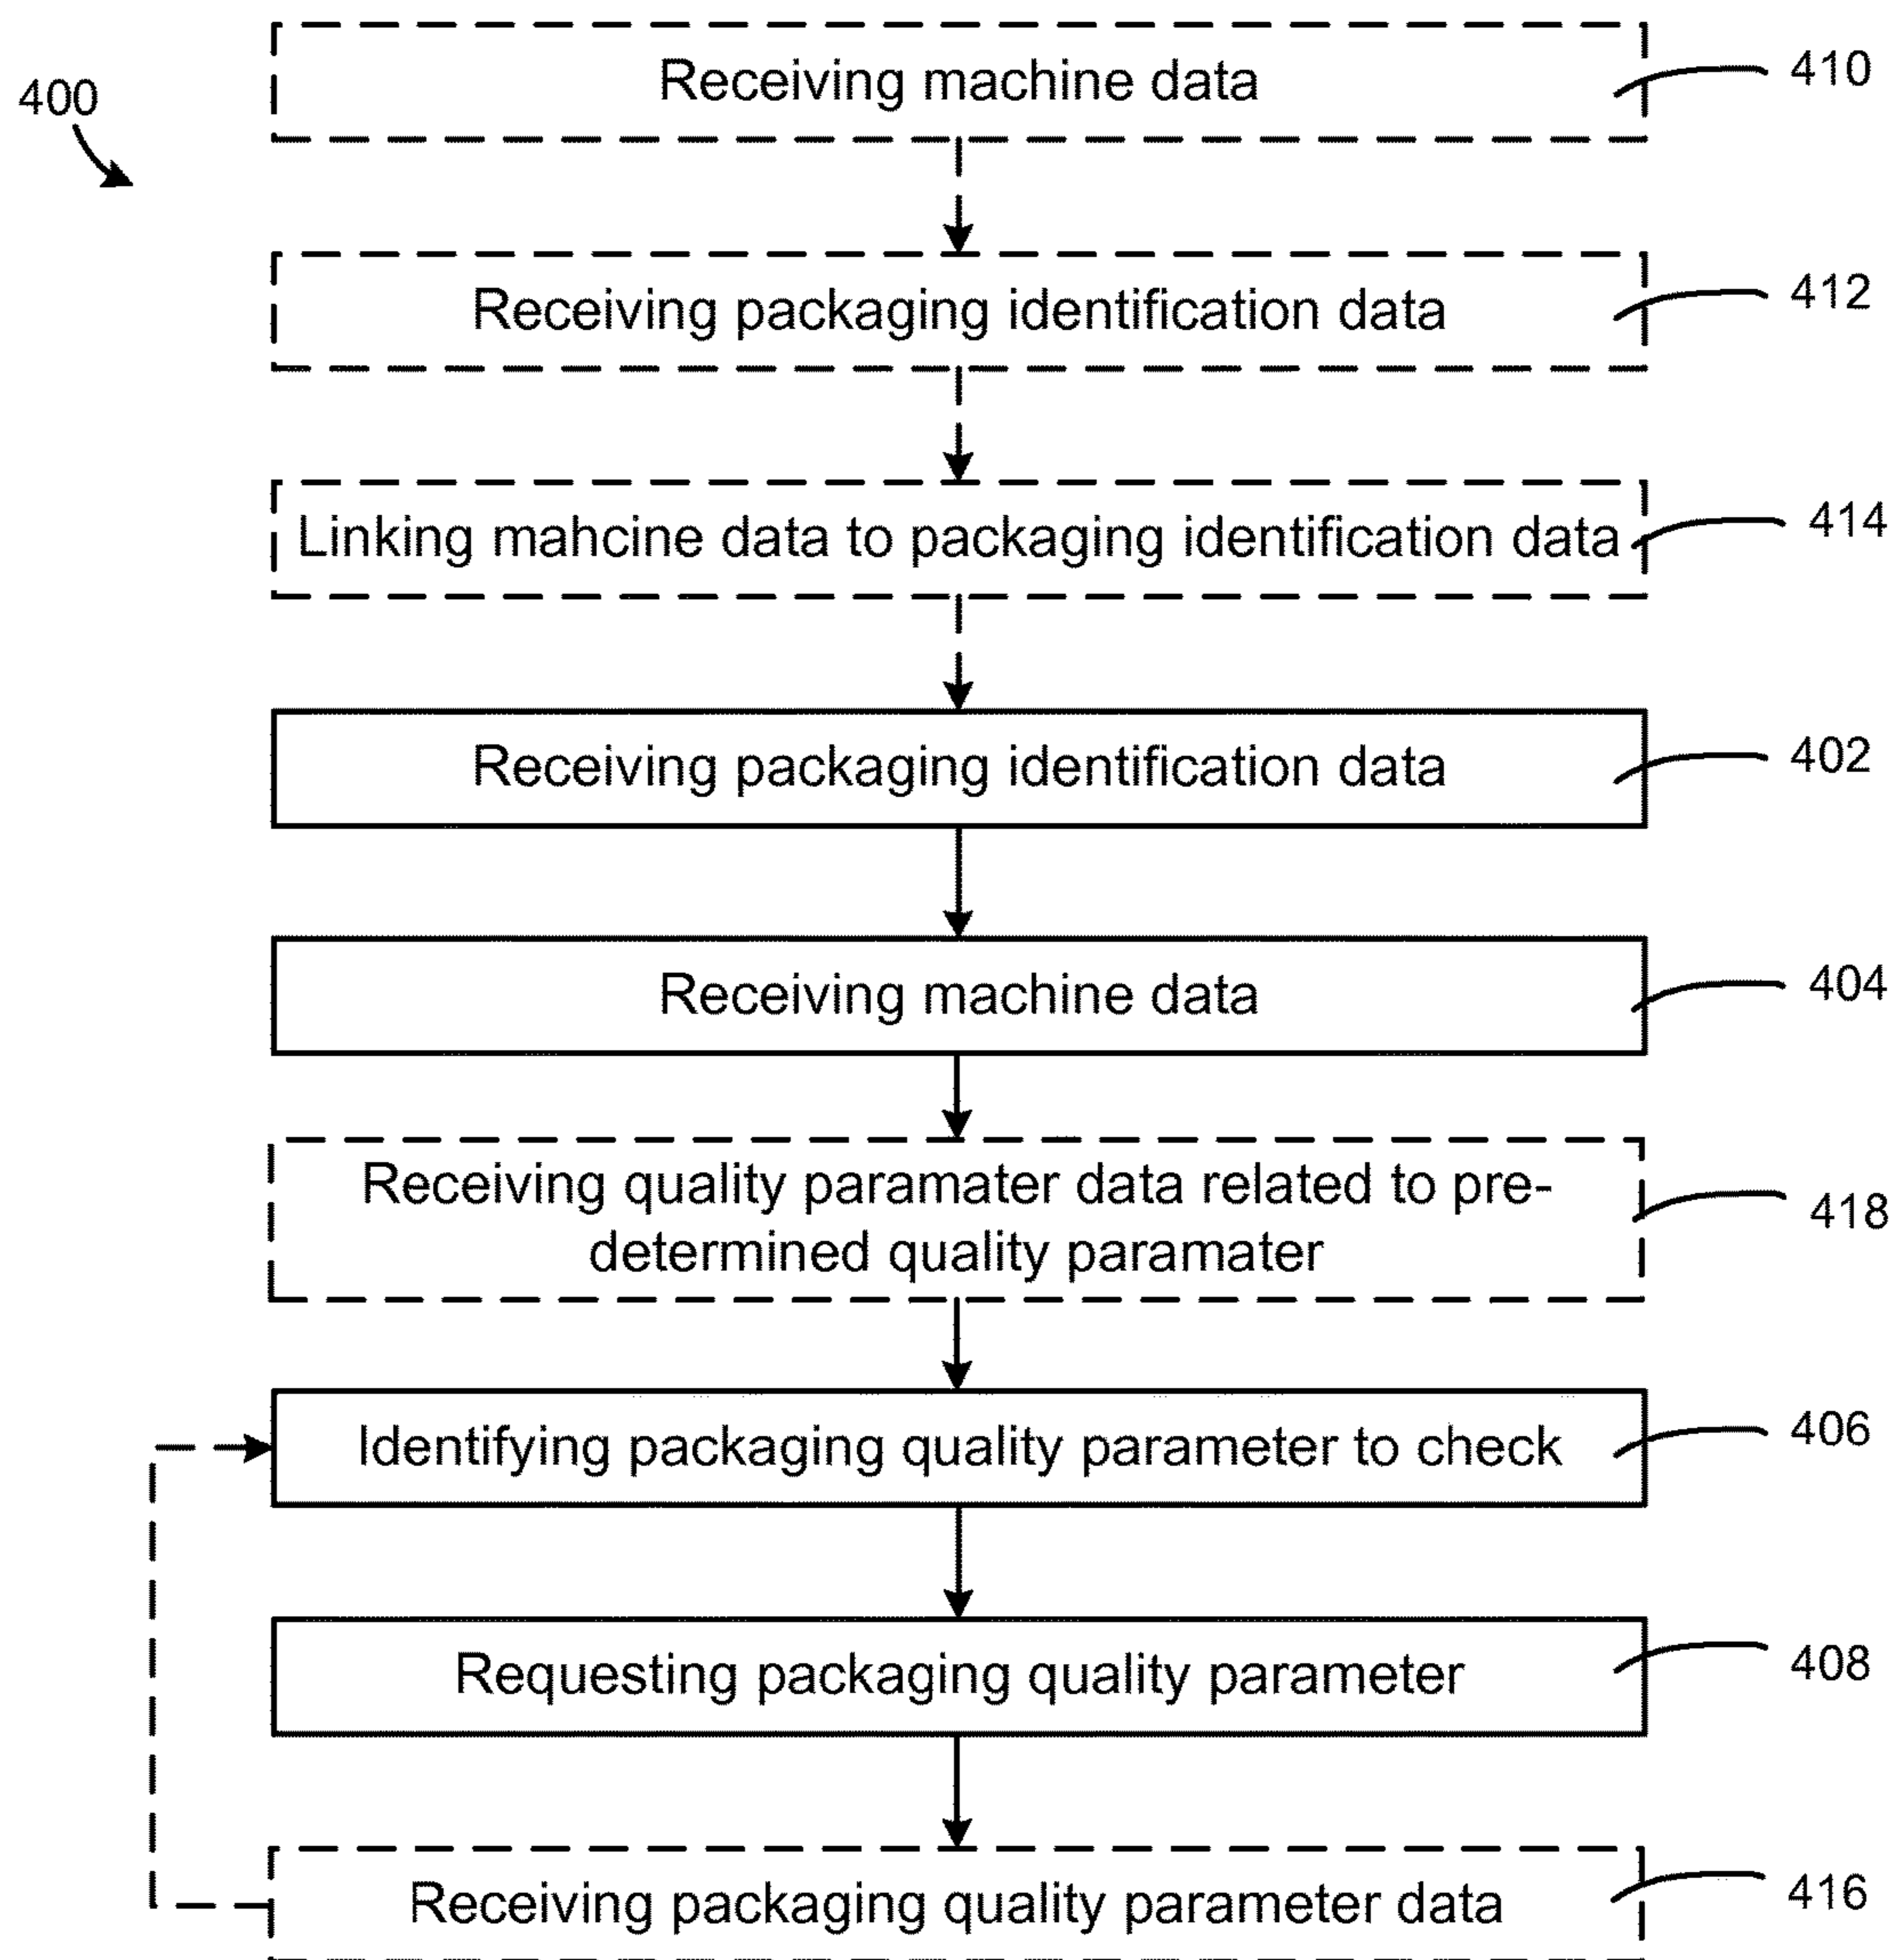 400
Receiving machine data
410
Receiving packaging identification data
412
Linking mahcine data to packaging identification data
414
Receiving packaging identification data
402
Receiving machine data
404
Receiving quality paramater data related to pre-
determined quality paramater
418
Identifying packaging quality parameter to check
406
Requesting packaging quality parameter
408
Receiving packaging quality parameter data
416